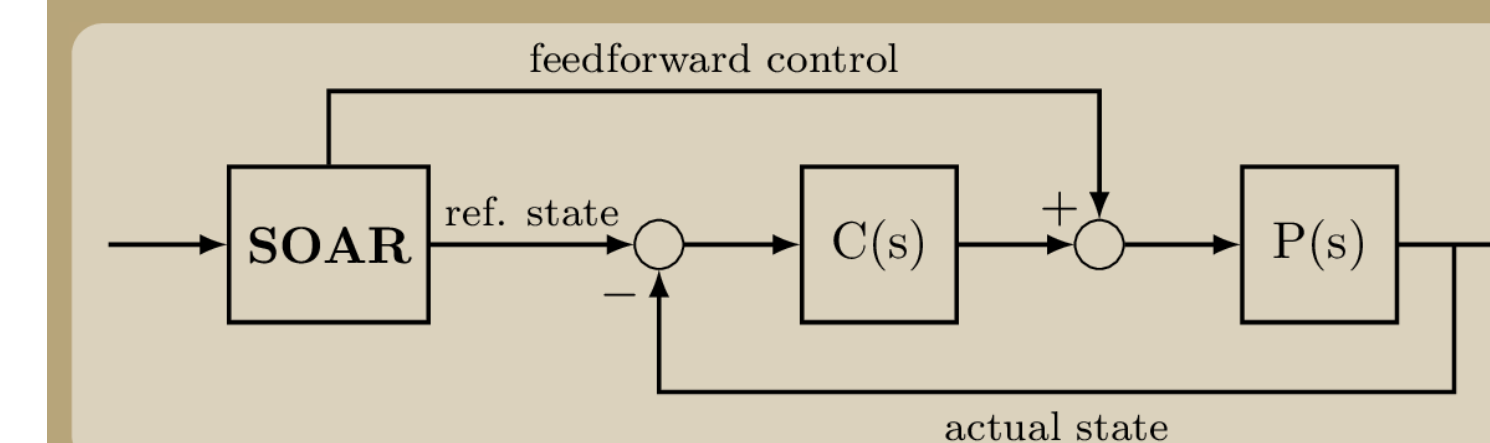 feedforward control
ref. state
SOAR
C(s)
+
P(s)
−
actual state